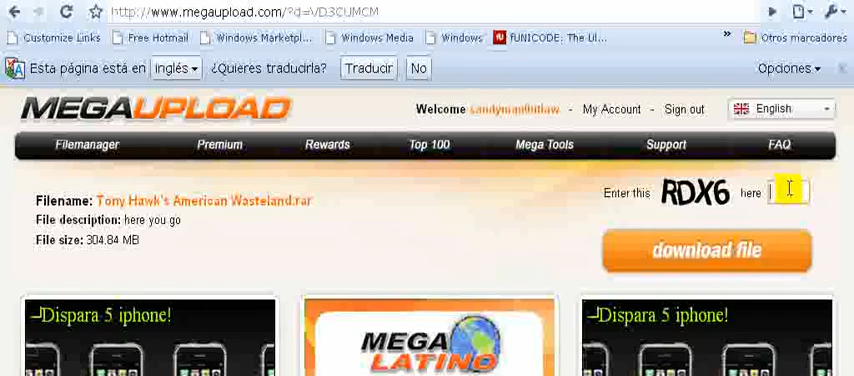 http://www.megaupload.com/?d=VD3CUMCM
Customize Links Free Hotmail Windows Marketpl... Windows Media Windows fUNICODE: The Ul... » Otros marcadores
Esta página está en inglés ¿Quieres traducirla? Traducir No Opciones
MEGAUPLOAD Welcome - My Account - Sign out English
Filemanager Premium Rewards Top 100 Mega Tools Support FAQ
Enter this RDX6 here
Filename: Tony Hawk's American Wasteland.rar
File description: here you go
File size: 304.84 MB
download file
¡Dispara 5 iphone!
MEGA
LATINO
¡Dispara 5 iphone!